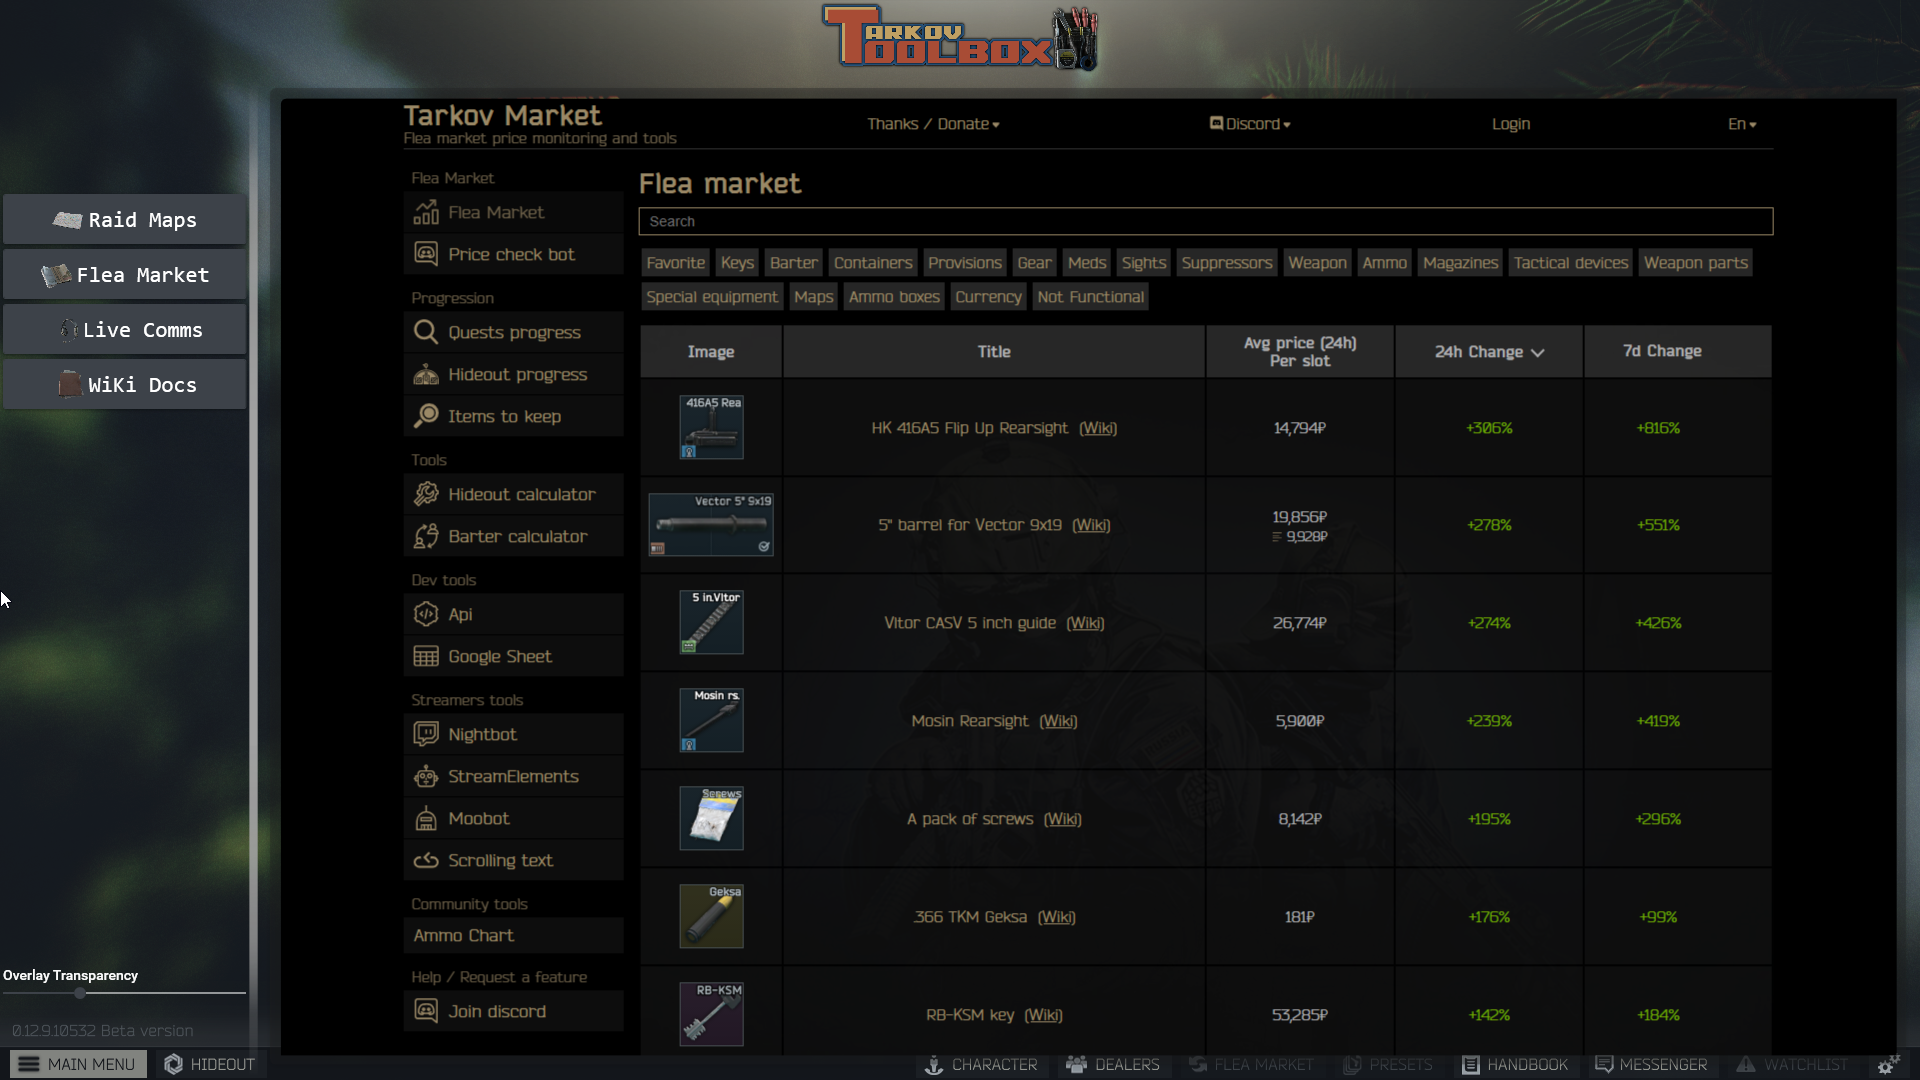 TARKOV
TOOLBOX
Tarkov Market
Flea market price monitoring and tools
Thanks / Donate
Discord
Login
En
Raid Maps
Flea Market
Live Comms
WiKi Docs
Flea Market
Flea Market
Price check bot
Progression
Quests progress
Hideout progress
Items to keep
Tools
Hideout calculator
Barter calculator
Dev tools
Api
Google Sheet
Streamers tools
Nightbot
StreamElements
Moobot
Scrolling text
Community tools
Ammo Chart
Help / Request a feature
Join discord
Flea market
Search
Favorite Keys Barter Containers Provisions Gear Meds Sights Suppressors Weapon Ammo Magazines Tactical devices Weapon parts
Special equipment Maps Ammo boxes Currency Not Functional
Image Title Avg price (24h) 24h Change 7d Change
Per slot
416A5 Rea
HK 416A5 Flip Up Rearsight (Wiki) 14,794₽ +306% +816%
Vector 5" 9x19
5" barrel for Vector 9x19 (Wiki) 19,856₽ +278% +551%
9,928₽
5 in.Vltor
Vltor CASV 5 inch guide (Wiki) 26,774₽ +274% +426%
Mosin rs.
Mosin Rearsight (Wiki) 5,900₽ +239% +419%
Screws
A pack of screws (Wiki) 8,142₽ +195% +296%
Geksa
.366 TKM Geksa (Wiki) 181₽ +176% +99%
RB-KSM
RB-KSM key (Wiki) 53,285₽ +142% +184%
Overlay Transparency
0.12.9.10532 Beta version
MAIN MENU HIDEOUT CHARACTER DEALERS FLEA MARKET PRESETS HANDBOOK MESSENGER WATCHLIST